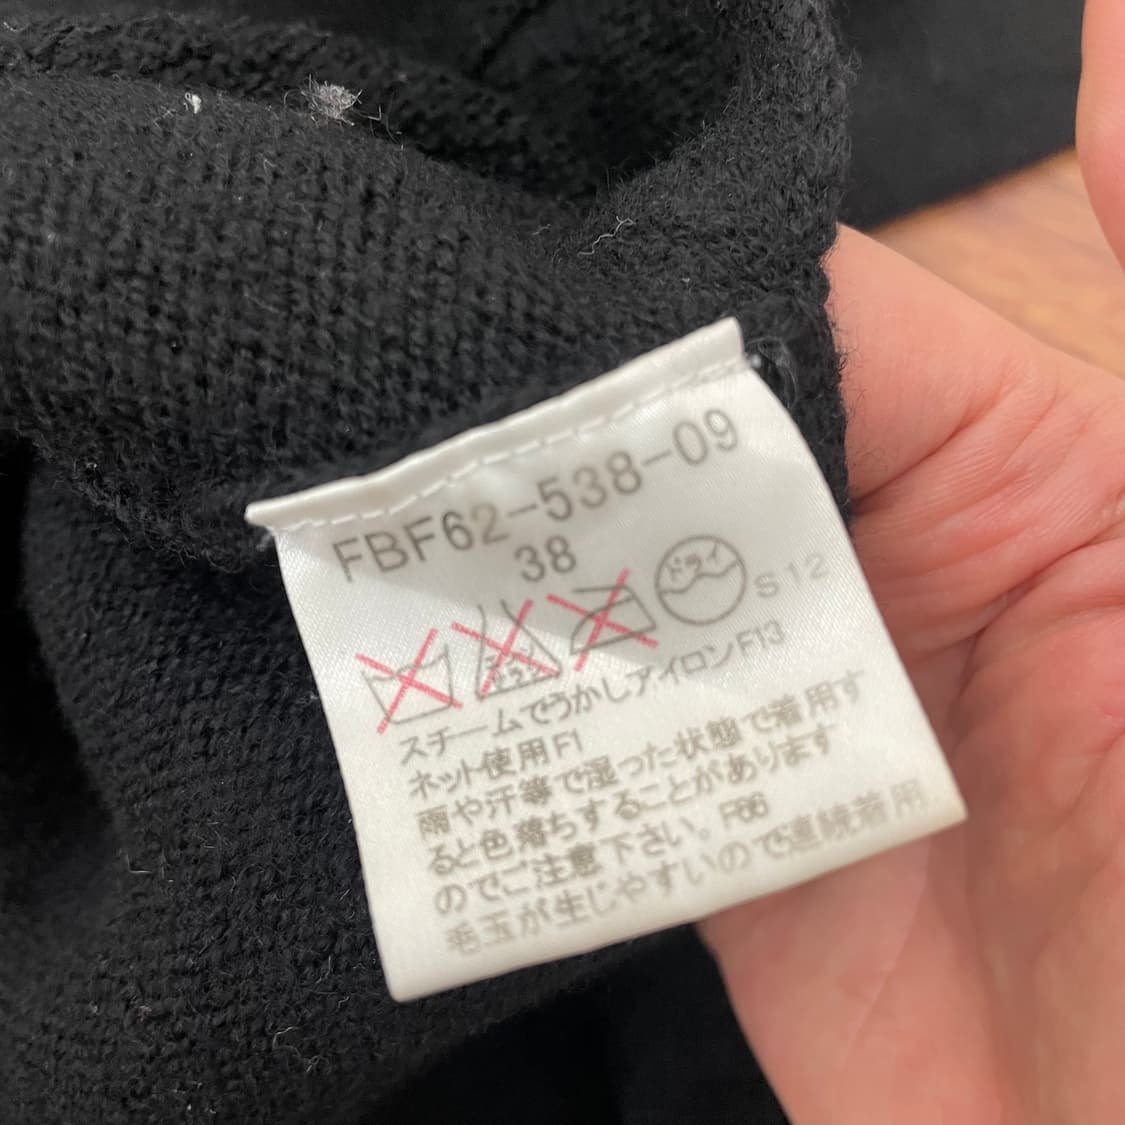 FBF62-538-09
38
ドライ
S 12
スチームでうかしアイロンF13
ネット使用 F1
雨や汗等で湿った状態で着用す
ると色落ちすることがあります
のでご注意下さい。F66
毛玉が生じやすいので連続着用